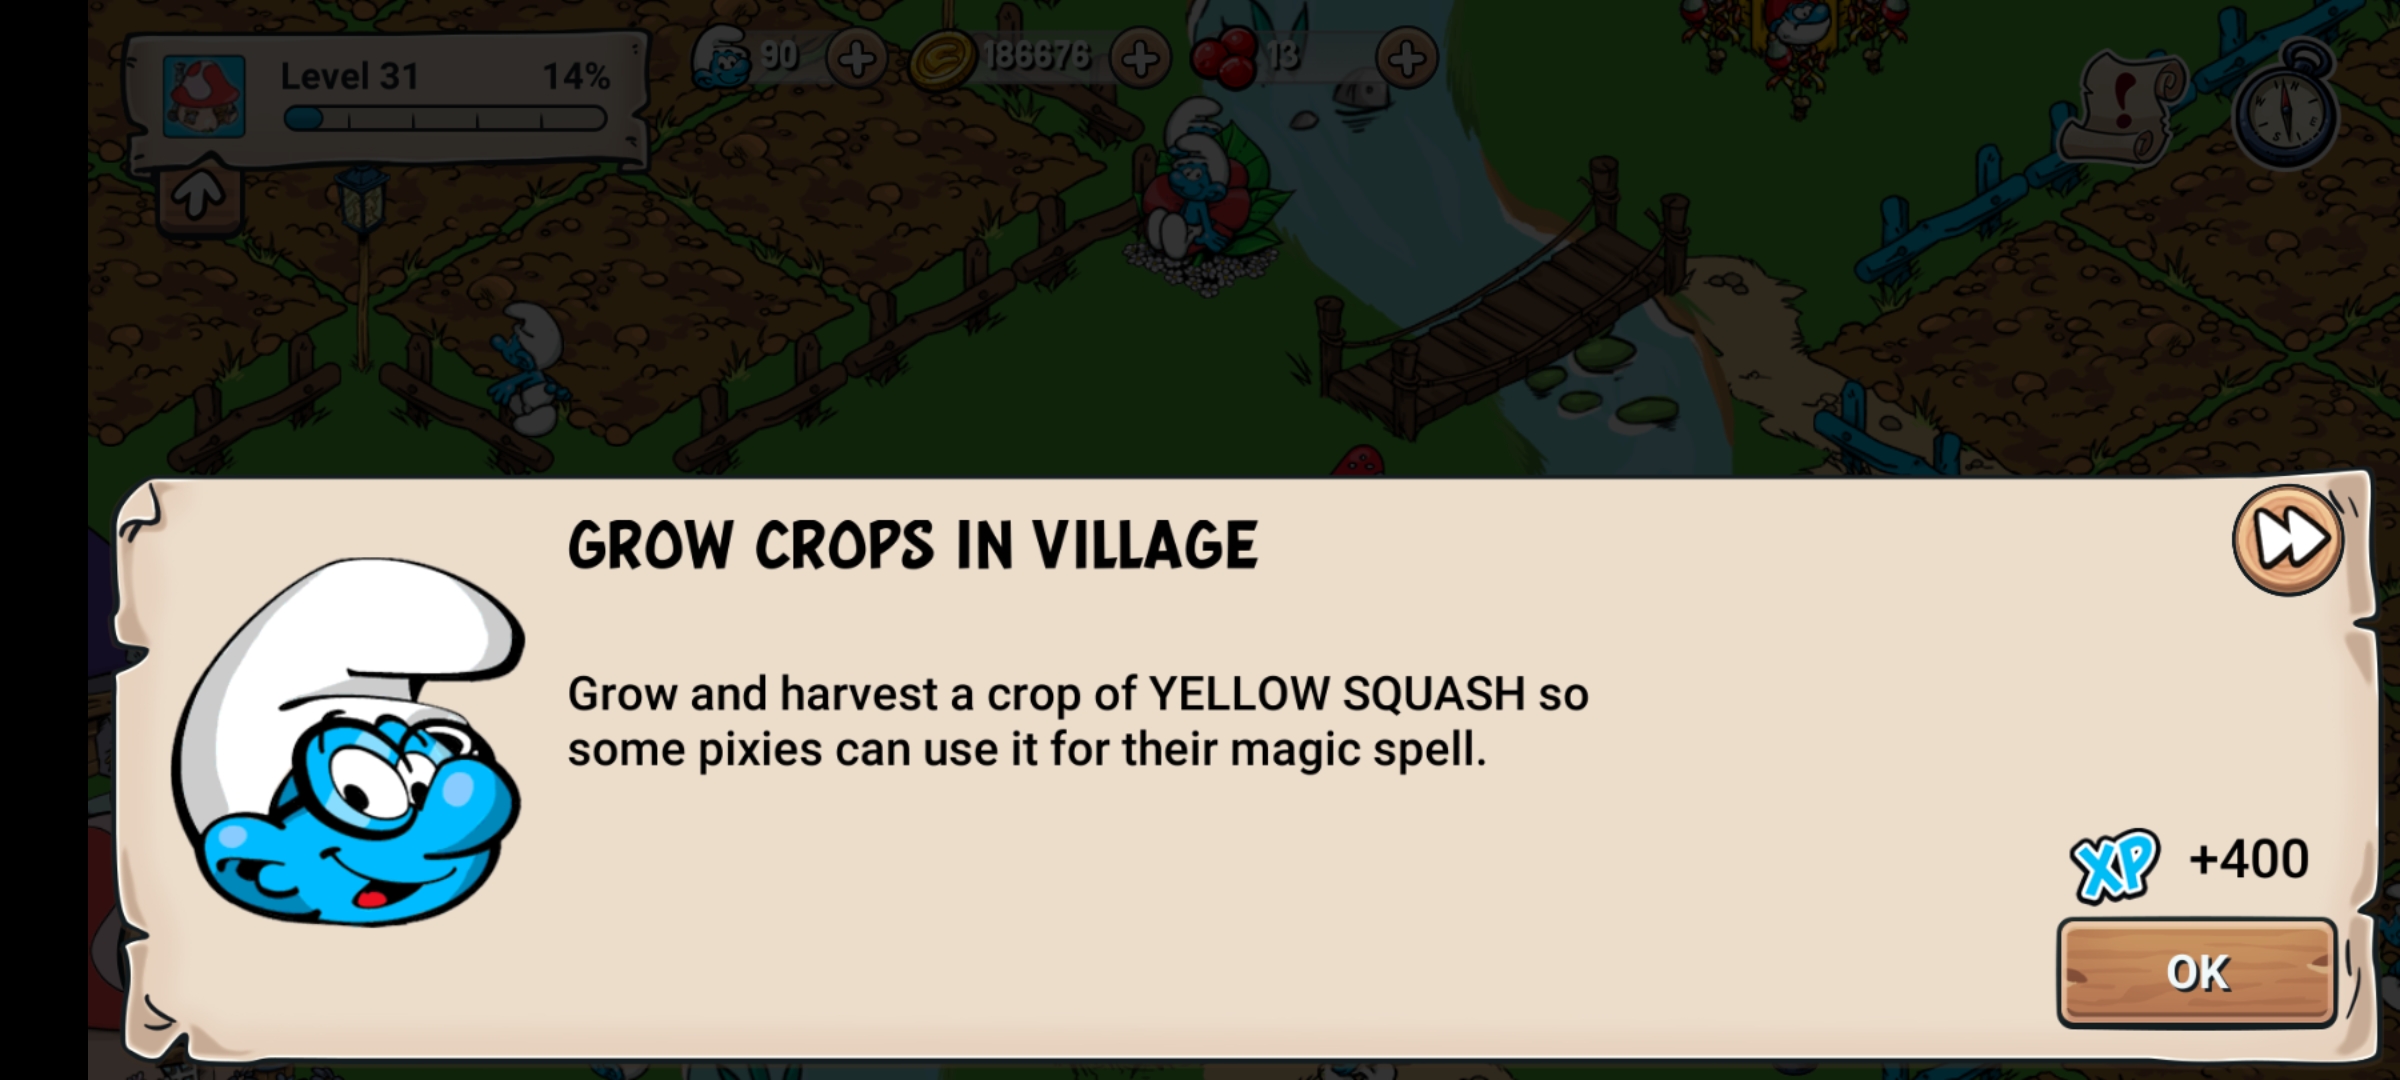 Level 31 14%
90
186676
13
GROW CROPS IN VILLAGE
Grow and harvest a crop of YELLOW SQUASH so
some pixies can use it for their magic spell.
XP +400
OK